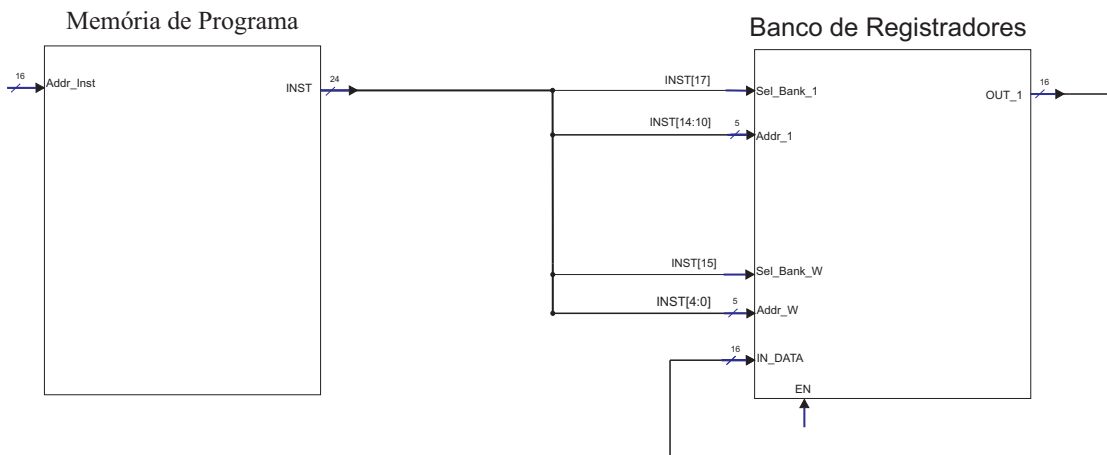 Memória de Programa
Banco de Registradores
16
Addr_Inst
INST
24
INST[17]
Sel_Bank_1
OUT_1
16
INST[14:10]
5
Addr_1
INST[15]
Sel_Bank_W
INST[4:0]
5
Addr_W
16
IN_DATA
EN